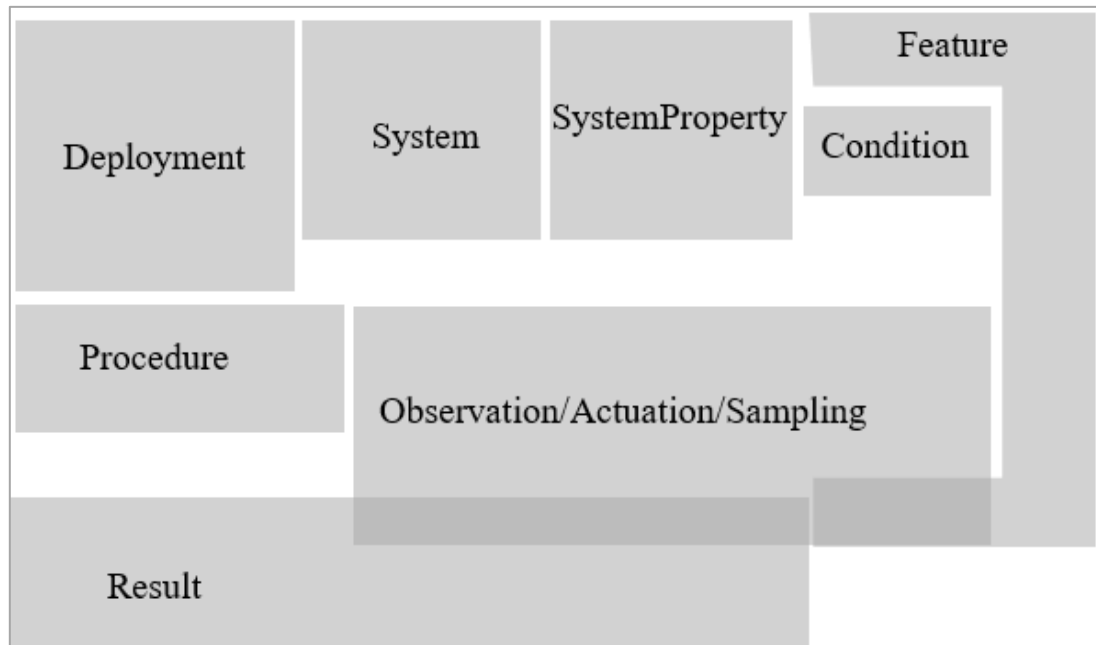 Feature
Deployment
System
SystemProperty
Condition
Procedure
Observation/Actuation/Sampling
Result